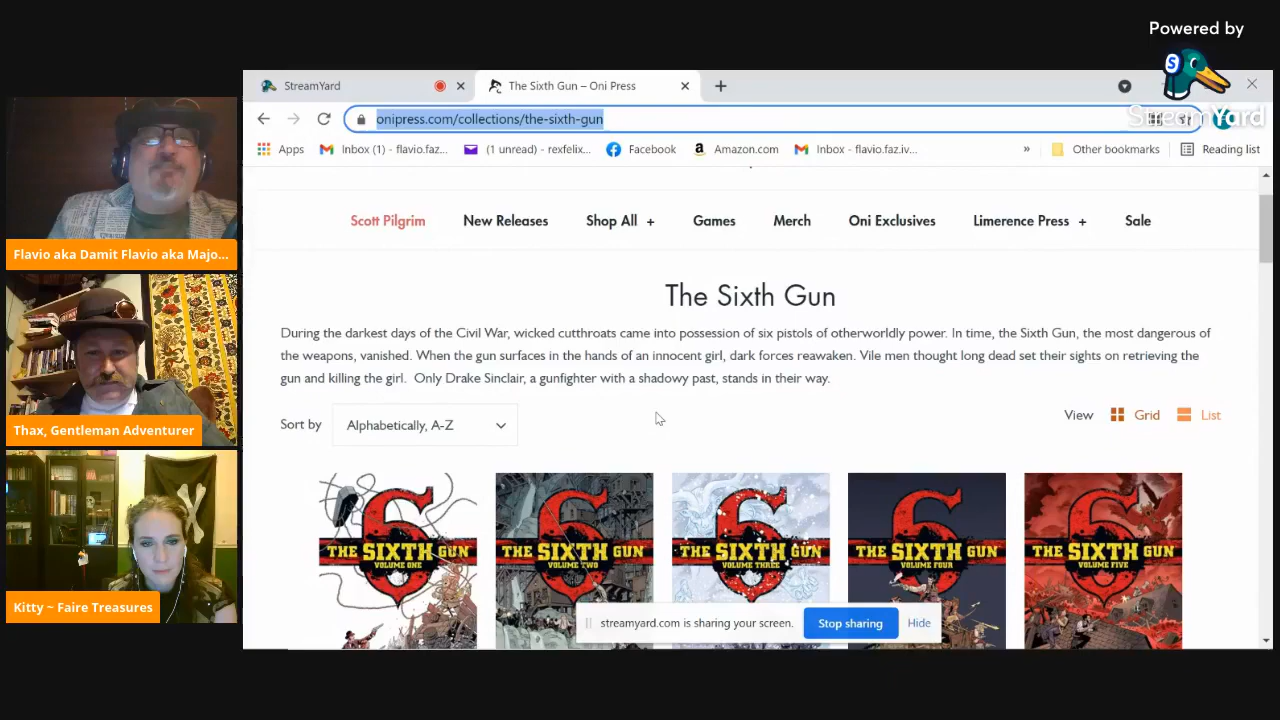 Powered by
StreamYard
StreamYard
The Sixth Gun – Oni Press
onipress.com/collections/the-sixth-gun
Apps
Inbox (1) - flavio.faz...
(1 unread) - rexfelix...
Facebook
Amazon.com
Inbox - flavio.faz.iv...
»
Other bookmarks
Reading list
Scott Pilgrim
New Releases
Shop All +
Games
Merch
Oni Exclusives
Limerence Press +
Sale
The Sixth Gun
During the darkest days of the Civil War, wicked cutthroats came into possession of six pistols of otherworldly power. In time, the Sixth Gun, the most dangerous of
the weapons, vanished. When the gun surfaces in the hands of an innocent girl, dark forces reawaken. Vile men thought long dead set their sights on retrieving the
gun and killing the girl. Only Drake Sinclair, a gunfighter with a shadowy past, stands in their way.
Sort by
Alphabetically, A-Z
View
Grid
List
6
THE SIXTH GUN
VOLUME ONE
6
THE SIXTH GUN
VOLUME TWO
6
THE SIXTH GUN
VOLUME THREE
6
THE SIXTH GUN
VOLUME FOUR
6
THE SIXTH GUN
VOLUME FIVE
streamyard.com is sharing your screen.
Stop sharing
Hide
Flavio aka Damit Flavio aka Majo...
Thax, Gentleman Adventurer
Kitty ~ Faire Treasures